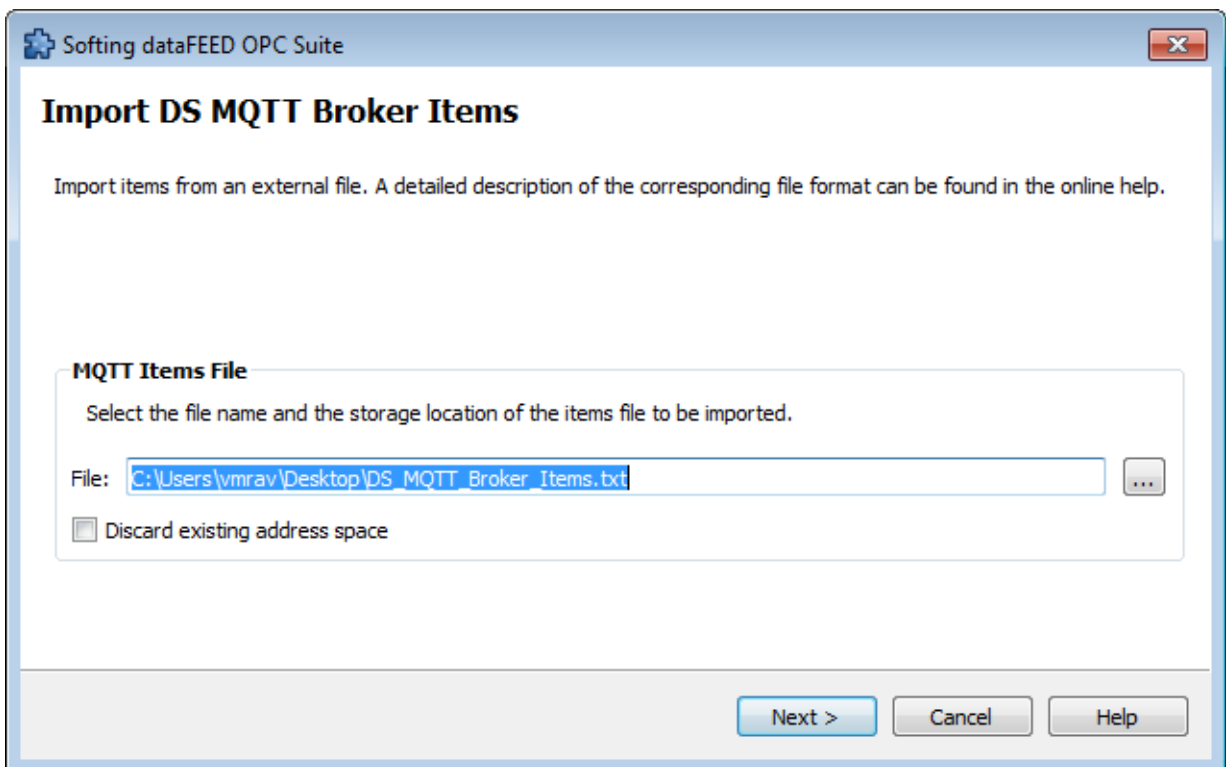 Softing dataFEED OPC Suite
Import DS MQTT Broker Items
Import items from an external file. A detailed description of the corresponding file format can be found in the online help.
MQTT Items File
Select the file name and the storage location of the items file to be imported.
File: C:\Users\vmrav\Desktop\DS_MQTT_Broker_Items.txt ...
Discard existing address space
Next > Cancel Help